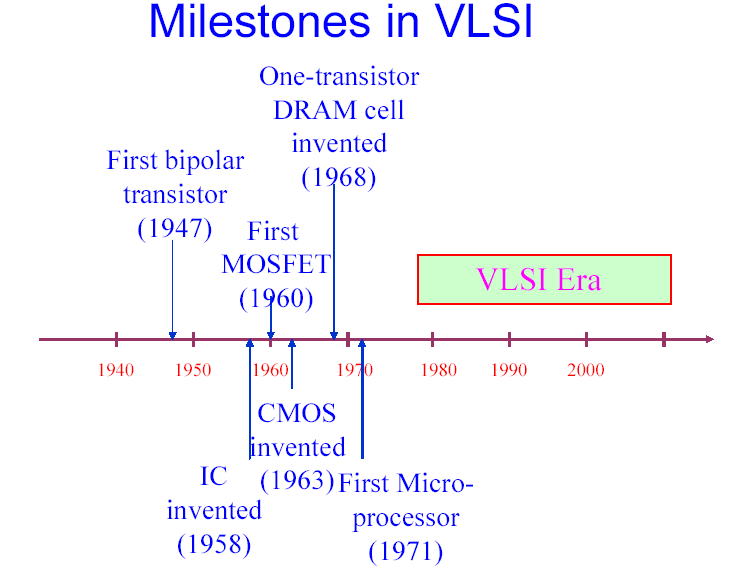 Milestones in VLSI
One-transistor
DRAM cell
invented
(1968)
First bipolar
transistor
(1947)
First
MOSFET
(1960)
VLSI Era
1940
1950
1960
1970
1980
1990
2000
CMOS
invented
(1963)
IC
invented
(1958)
First Micro-
processor
(1971)